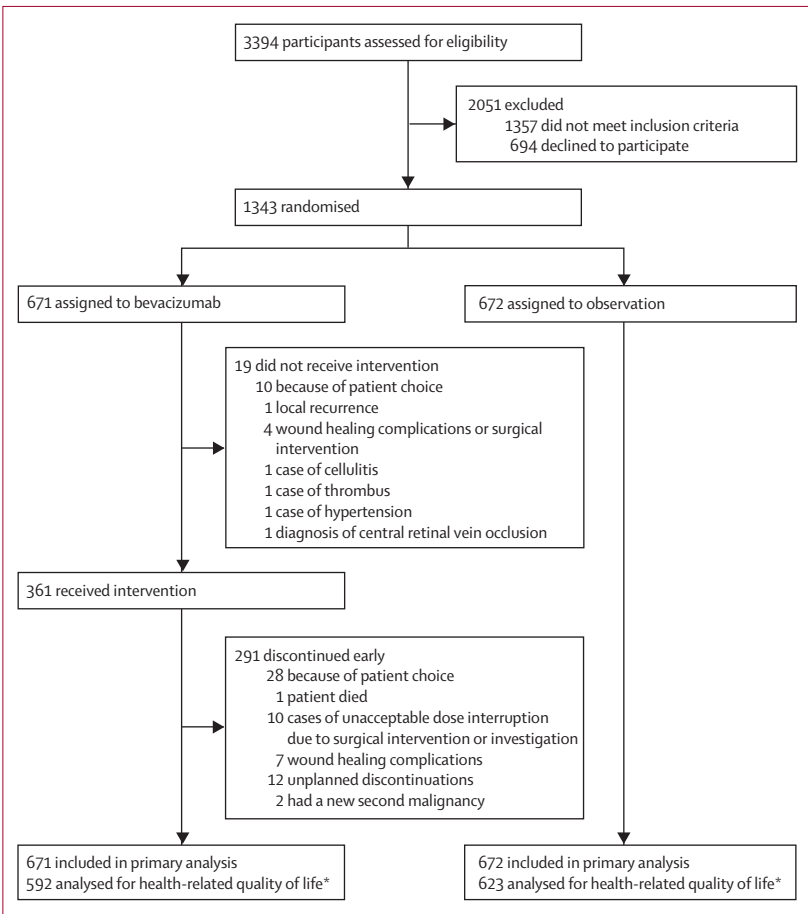 3394 participants assessed for eligibility
2051 excluded
1357 did not meet inclusion criteria
694 declined to participate
1343 randomised
671 assigned to bevacizumab
672 assigned to observation
19 did not receive intervention
10 because of patient choice
1 local recurrence
4 wound healing complications or surgical
intervention
1 case of cellulitis
1 case of thrombus
1 case of hypertension
1 diagnosis of central retinal vein occlusion
361 received intervention
291 discontinued early
28 because of patient choice
1 patient died
10 cases of unacceptable dose interruption
due to surgical intervention or investigation
7 wound healing complications
12 unplanned discontinuations
2 had a new second malignancy
671 included in primary analysis
592 analysed for health-related quality of life*
672 included in primary analysis
623 analysed for health-related quality of life*